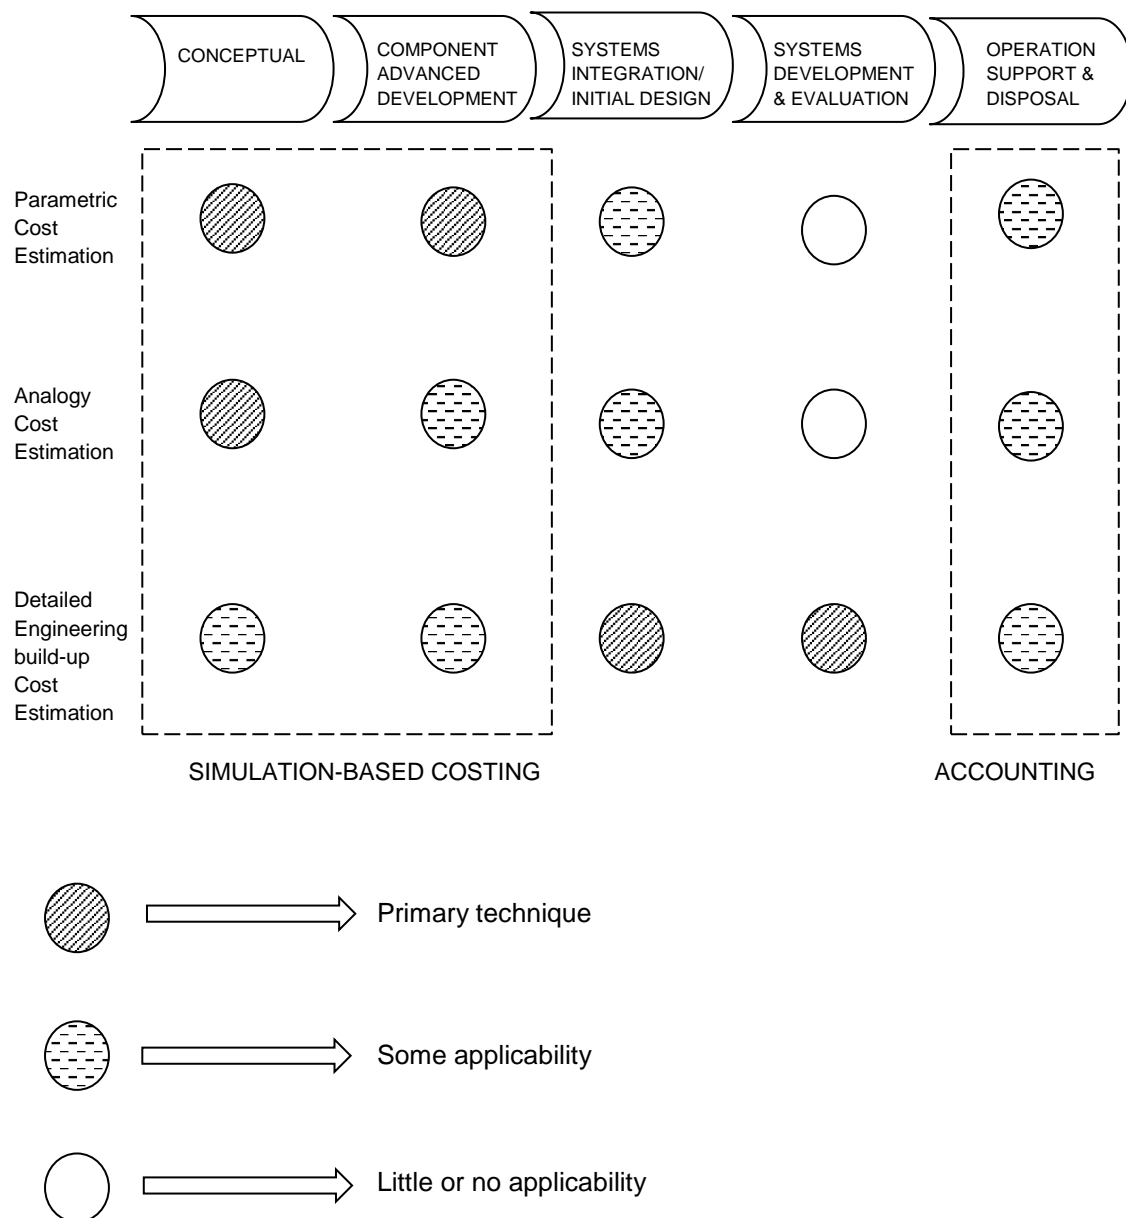 CONCEPTUAL
COMPONENT
ADVANCED
DEVELOPMENT
SYSTEMS
INTEGRATION/
INITIAL DESIGN
SYSTEMS
DEVELOPMENT
& EVALUATION
OPERATION
SUPPORT &
DISPOSAL
Parametric
Cost
Estimation
Analogy
Cost
Estimation
Detailed
Engineering
build-up
Cost
Estimation
SIMULATION-BASED COSTING
ACCOUNTING
Primary technique
Some applicability
Little or no applicability